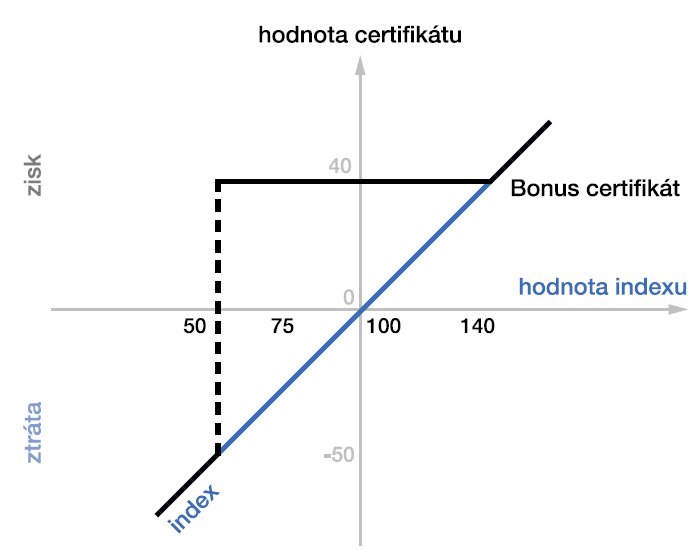 hodnota certifikátu
zisk
40
Bonus certifikát
hodnota indexu
0
50 75 100 140
ztráta
-50
index